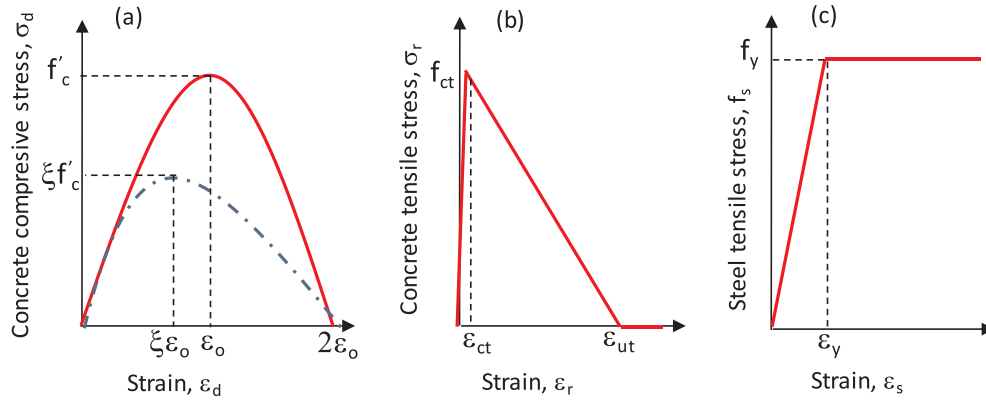 (a)
Concrete compresive stress, σd
f′c
ξf′c
ξεo εo 2εo
Strain, εd
(b)
Concrete tensile stress, σr
fct
εct εut
Strain, εr
(c)
Steel tensile stress, fs
fy
εy
Strain, εs